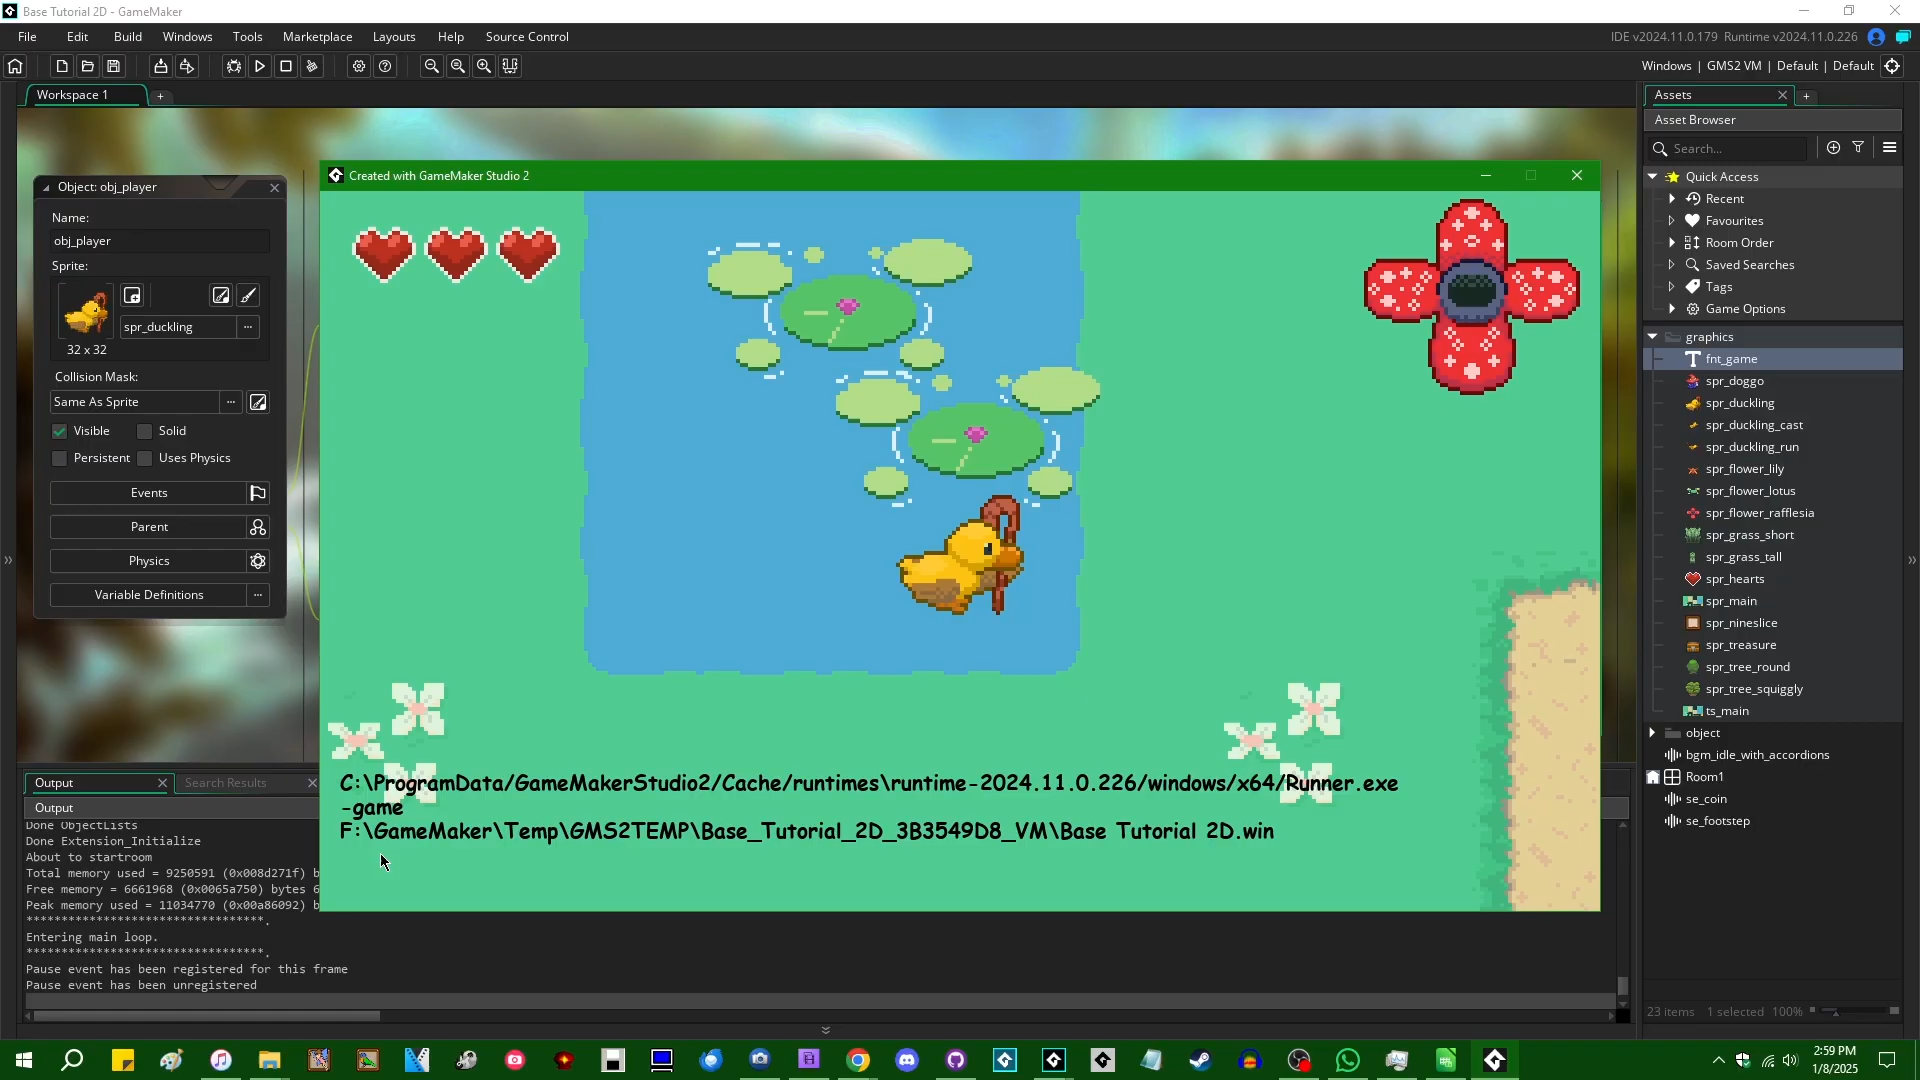 Base Tutorial 2D - GameMaker
File Edit Build Windows Tools Marketplace Layouts Help Source Control
IDE v2024.11.0.179 Runtime v2024.11.0.226
Windows | GMS2 VM | Default | Default
Workspace 1
Object: obj_player
Name:
obj_player
Sprite:
spr_duckling
32 x 32
Collision Mask:
Same As Sprite
Visible Solid
Persistent Uses Physics
Events
Parent
Physics
Variable Definitions
Created with GameMaker Studio 2
C:\ProgramData/GameMakerStudio2/Cache/runtimes\runtime-2024.11.0.226/windows/x64/Runner.exe
-game
F:\GameMaker\Temp\GMS2TEMP\Base_Tutorial_2D_3B3549D8_VM\Base Tutorial 2D.win
Output Search Results
Output
Done ObjectLists
Done Extension_Initialize
About to startroom
Total memory used = 9250591 (0x008d271f) b
Free memory = 6661968 (0x0065a750) bytes 6
Peak memory used = 11034770 (0x00a86092) b
*********************************.
Entering main loop.
*********************************.
Pause event has been registered for this frame
Pause event has been unregistered
Assets
Asset Browser
Search...
Quick Access
Recent
Favourites
Room Order
Saved Searches
Tags
Game Options
graphics
fnt_game
spr_doggo
spr_duckling
spr_duckling_cast
spr_duckling_run
spr_flower_lily
spr_flower_lotus
spr_flower_rafflesia
spr_grass_short
spr_grass_tall
spr_hearts
spr_main
spr_nineslice
spr_treasure
spr_tree_round
spr_tree_squiggly
ts_main
object
bgm_idle_with_accordions
Room1
se_coin
se_footstep
23 items 1 selected 100%
2:59 PM
1/8/2025